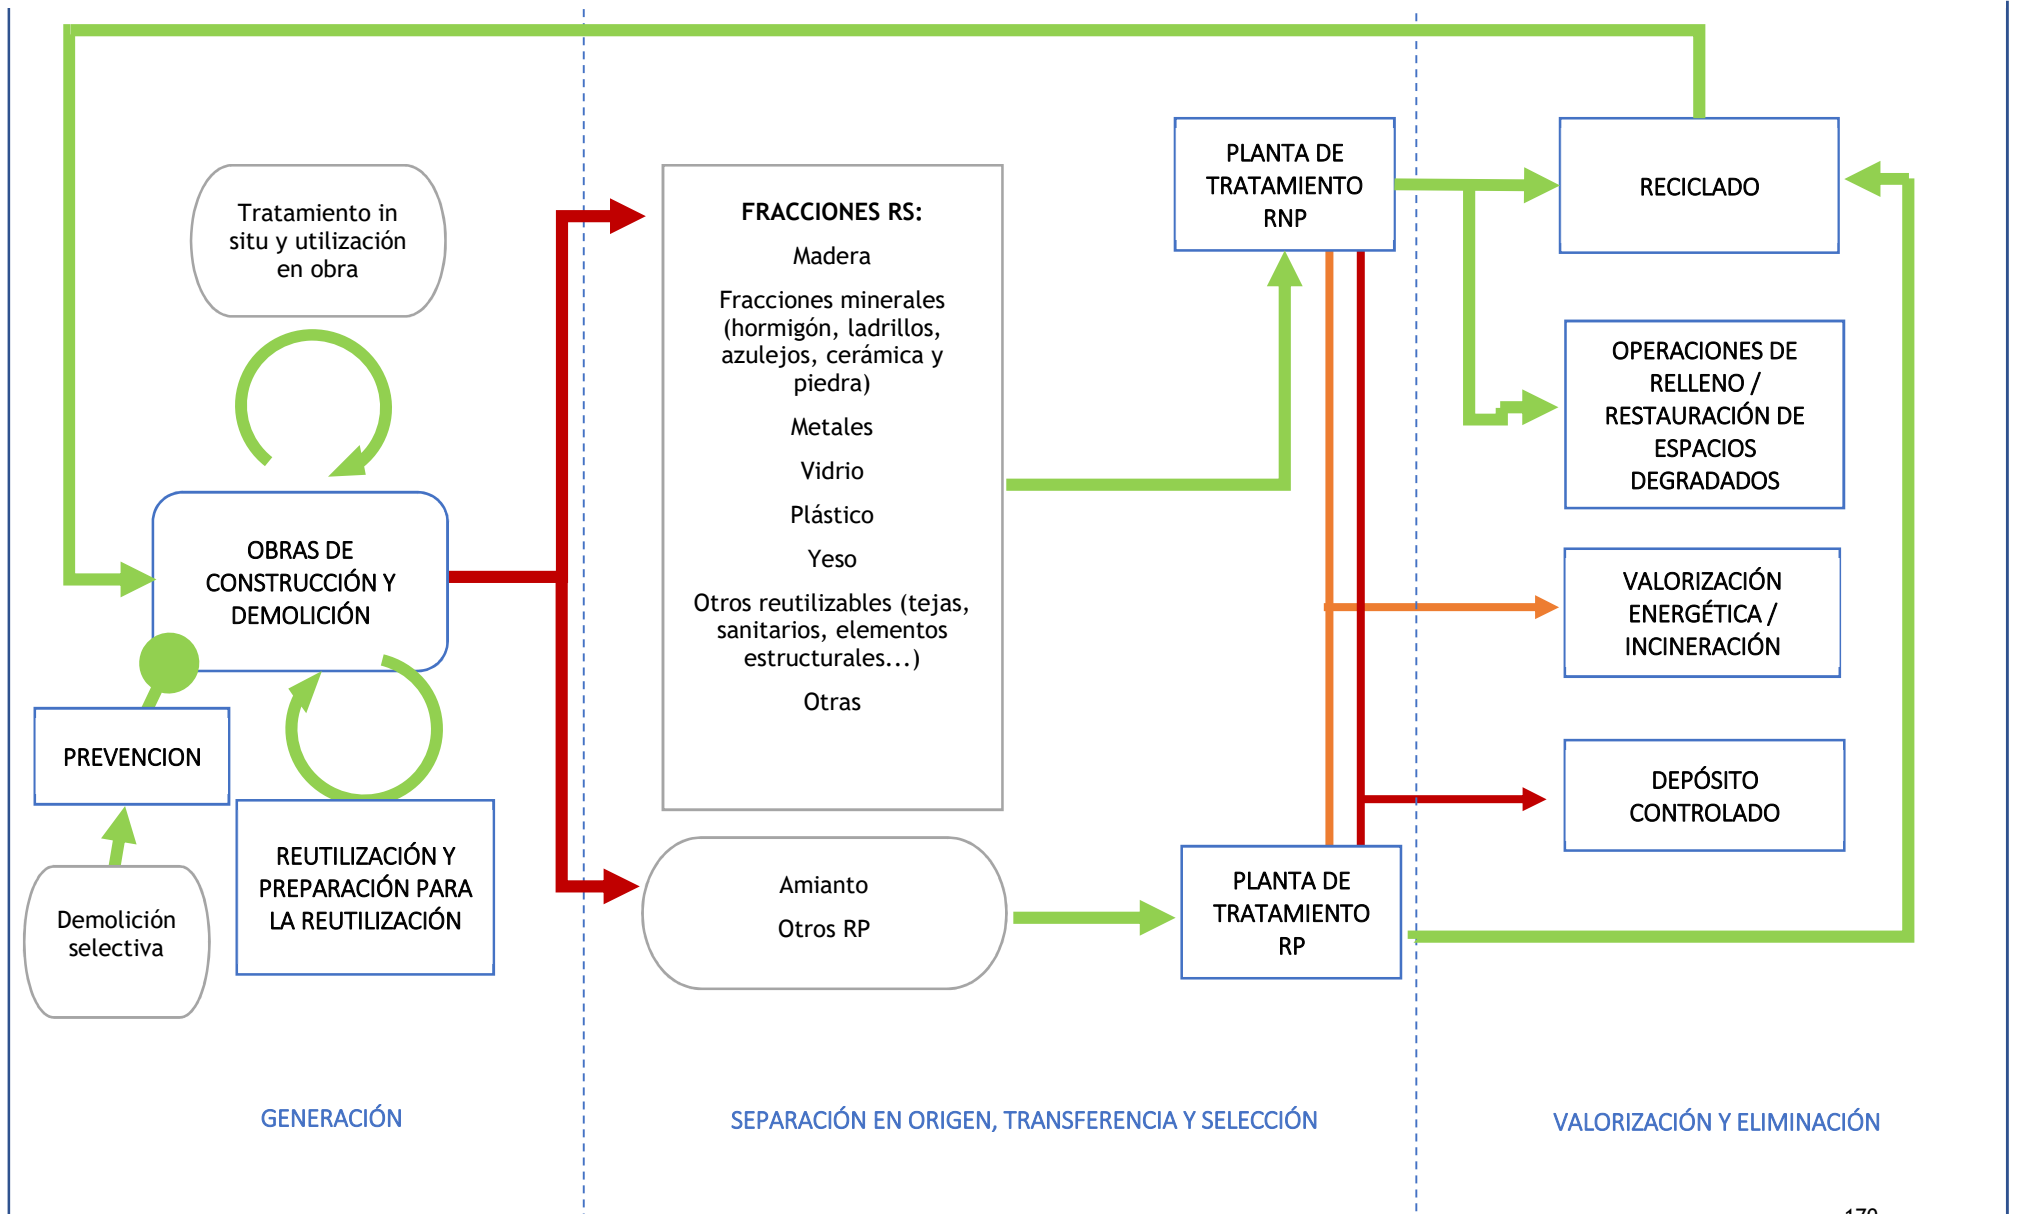 Tratamiento in
situ y utilización
en obra
OBRAS DE
CONSTRUCCIÓN Y
DEMOLICIÓN
PREVENCION
REUTILIZACIÓN Y
PREPARACIÓN PARA
LA REUTILIZACIÓN
Demolición
selectiva
GENERACIÓN
FRACCIONES RS:
Madera
Fracciones minerales
(hormigón, ladrillos,
azulejos, cerámica y
piedra)
Metales
Vidrio
Plástico
Yeso
Otros reutilizables (tejas,
sanitarios, elementos
estructurales...)
Otras
Amianto
Otros RP
PLANTA DE
TRATAMIENTO
RNP
PLANTA DE
TRATAMIENTO
RP
SEPARACIÓN EN ORIGEN, TRANSFERENCIA Y SELECCIÓN
RECICLADO
OPERACIONES DE
RELLENO /
RESTAURACIÓN DE
ESPACIOS
DEGRADADOS
VALORIZACIÓN
ENERGÉTICA /
INCINERACIÓN
DEPÓSITO
CONTROLADO
VALORIZACIÓN Y ELIMINACIÓN